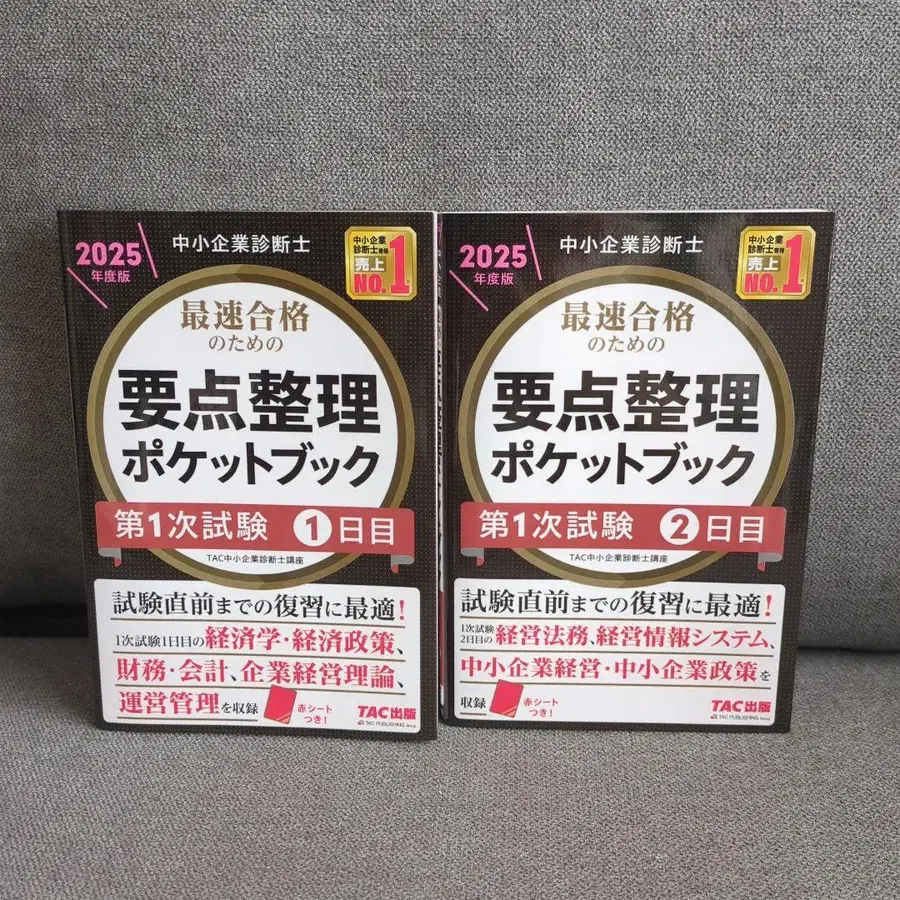 2025
年度版
中小企業診断士
中小企業
診断士書籍
売上
NO.1
最速合格
のための
要点整理
ポケットブック
第1次試験 1日目
TAC中小企業診断士講座
試験直前までの復習に最適!
1次試験1日目の経済学・経済政策、
財務・会計、企業経営理論、
運営管理を収録
赤シート
つき!
TAC出版
TAC PUBLISHING Group
2025
年度版
中小企業診断士
中小企業
診断士書籍
売上
NO.1
最速合格
のための
要点整理
ポケットブック
第1次試験 2日目
TAC中小企業診断士講座
試験直前までの復習に最適!
1次試験
2日目の経営法務、経営情報システム、
中小企業経営・中小企業政策を
収録
赤シート
つき!
TAC出版
TAC PUBLISHING Group